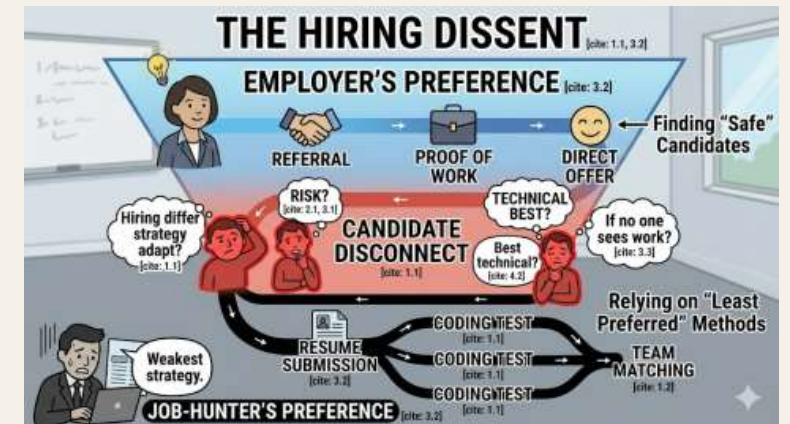 THE HIRING DISSENT [cite: 1.1, 3.2]
EMPLOYER'S PREFERENCE [cite: 3.2]
REFERRAL
PROOF OF
WORK
DIRECT
OFFER
Finding "Safe"
Candidates
Hiring differ
strategy
adapt?
[cite: 1.1]
RISK?
[cite: 2.1, 3.1]
CANDIDATE
DISCONNECT
[cite: 1.1]
TECHNICAL
BEST?
Best
technical?
[cite: 4.2]
If no one
sees work?
[cite: 3.3]
Relying on "Least
Preferred" Methods
Weakest
strategy.
RESUME
SUBMISSION
[cite: 3.2]
CODING TEST
[cite: 1.1]
CODING TEST
[cite: 1.1]
CODING TEST
[cite: 1.1]
TEAM
MATCHING
[cite: 1.2]
JOB-HUNTER'S PREFERENCE [cite: 3.2]